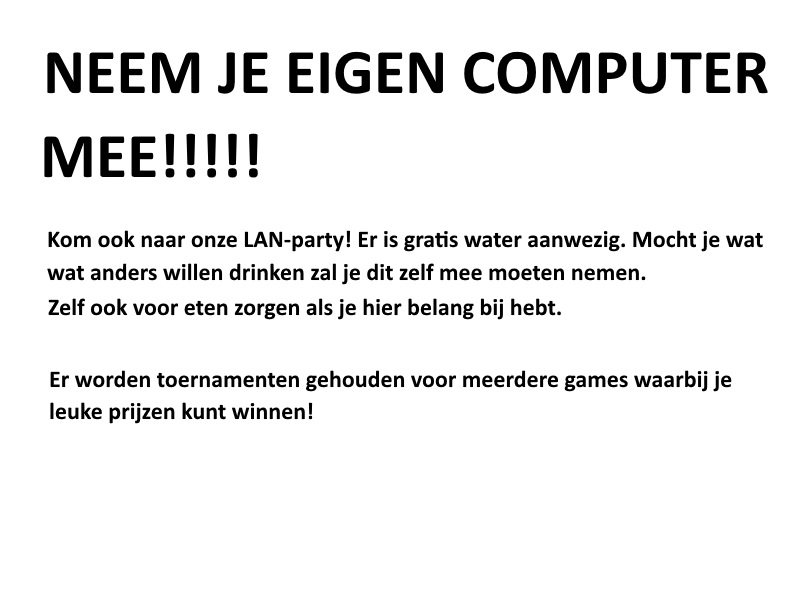 NEEM JE EIGEN COMPUTER
MEE!!!!!
Kom ook naar onze LAN-party! Er is gratis water aanwezig. Mocht je wat
wat anders willen drinken zal je dit zelf mee moeten nemen.
Zelf ook voor eten zorgen als je hier belang bij hebt.
Er worden toernamenten gehouden voor meerdere games waarbij je
leuke prijzen kunt winnen!